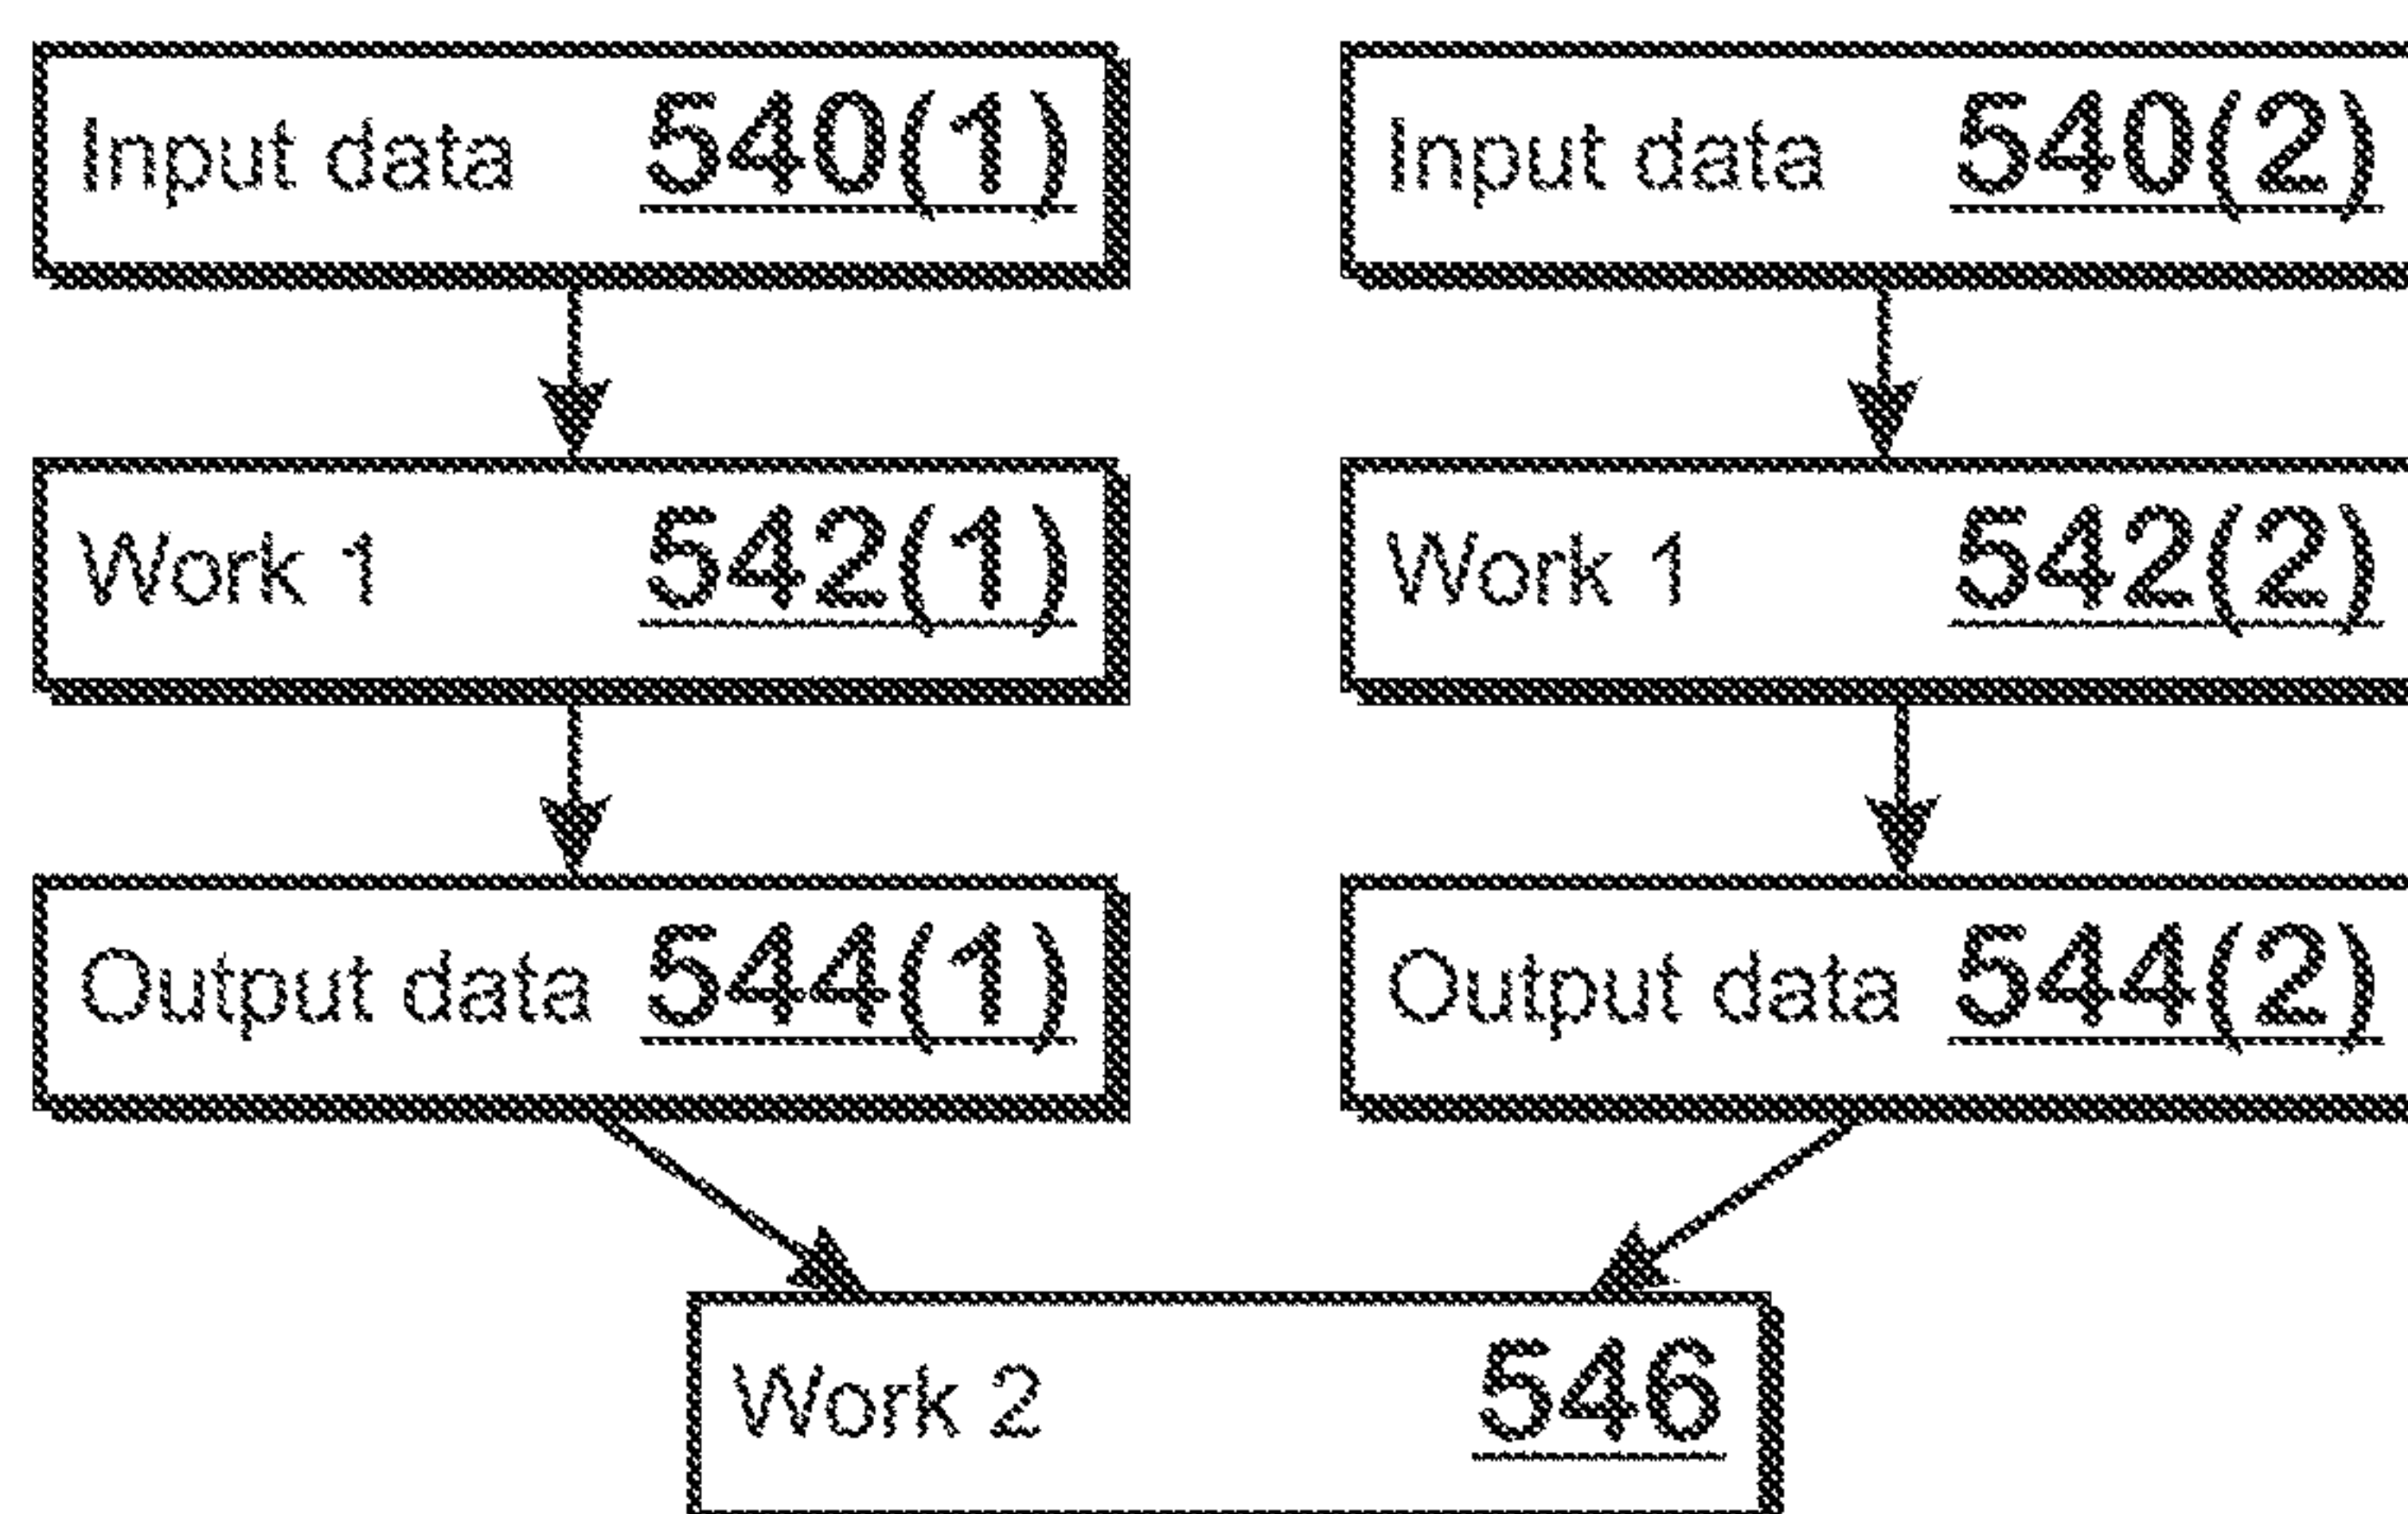 Input data 540(1) Input data 540(2)
Work 1 542(1) Work 1 542(2)
Output data 544(1) Output data 544(2)
Work 2 546